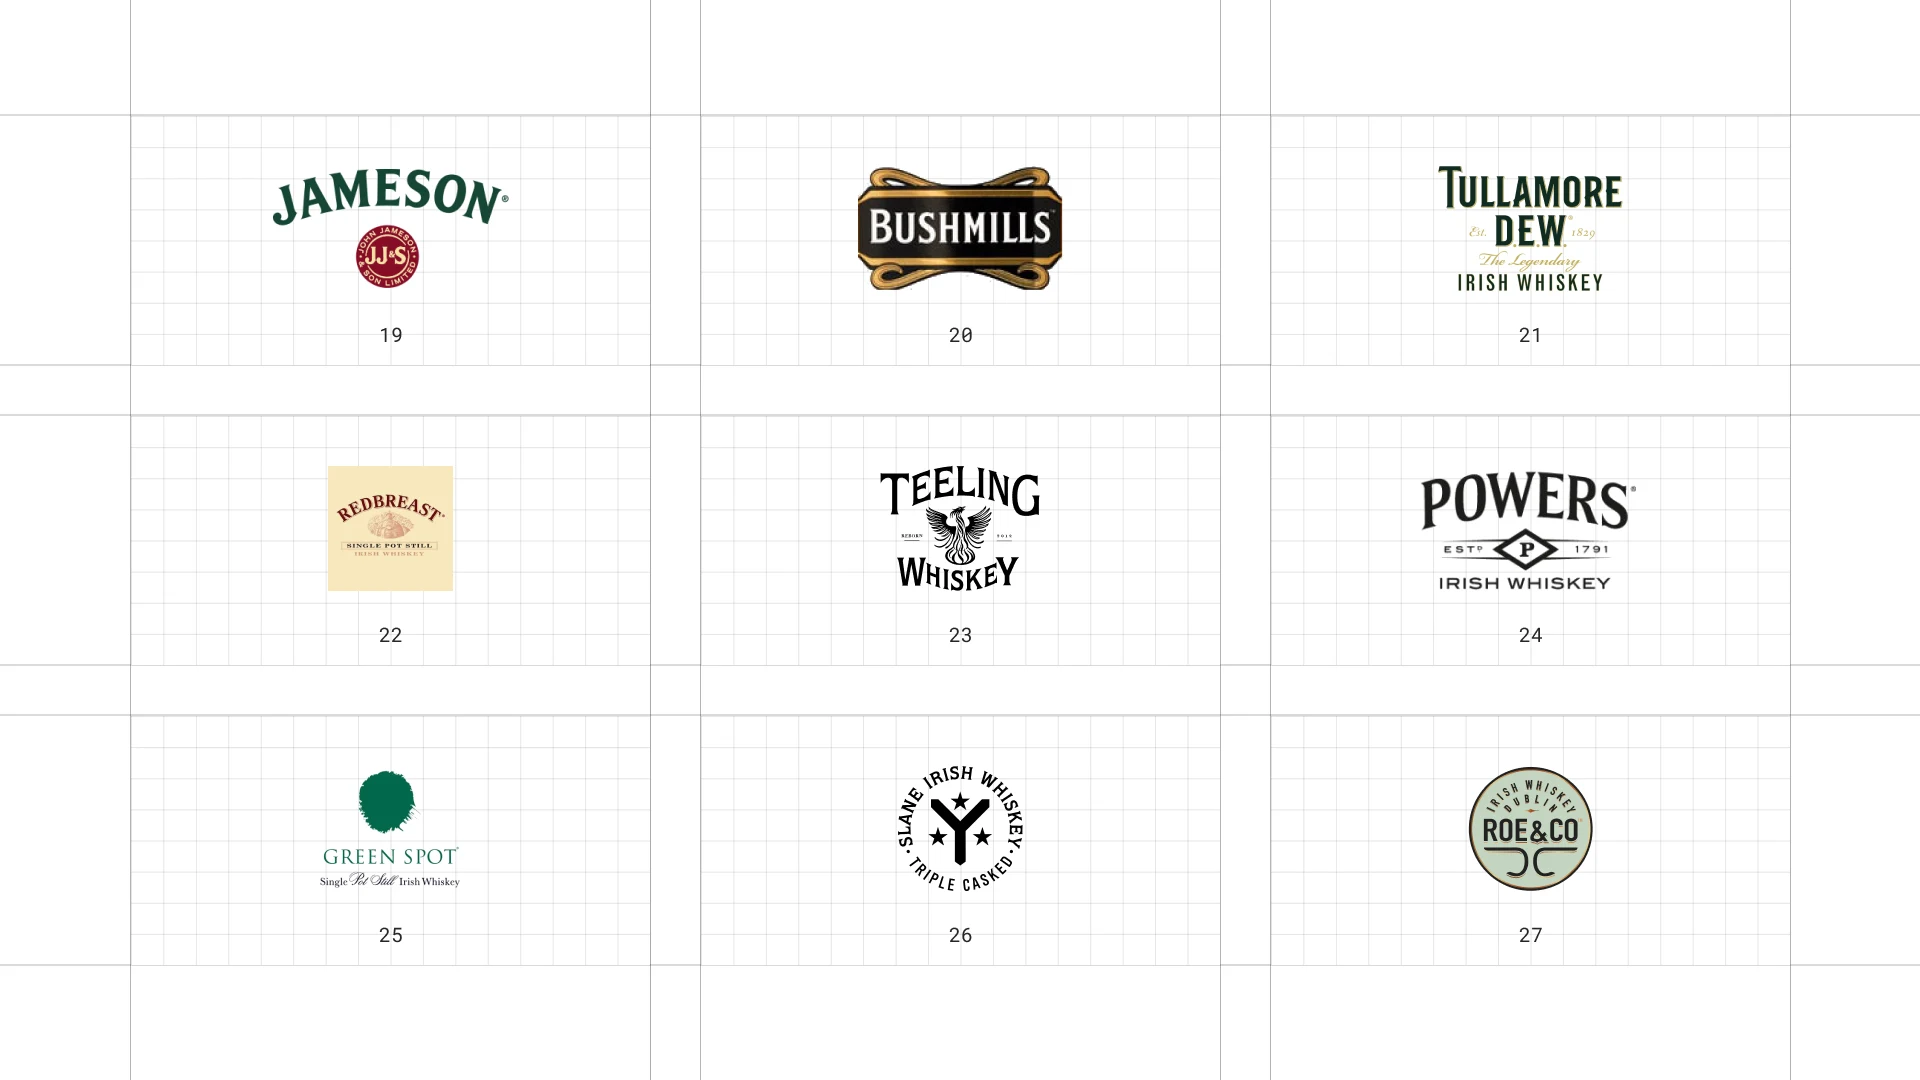 JAMESON®
JOHN JAMESON
JJ&S
& SON LIMITED
19
BUSHMILLS
20
TULLAMORE
Est. DEW® 1829
The Legendary
IRISH WHISKEY
21
REDBREAST
SINGLE POT STILL
IRISH WHISKEY
22
TEELING
REBORN
WHISKEY
23
POWERS®
ESTD P 1791
IRISH WHISKEY
24
GREEN SPOT
Single Pot Still Irish Whiskey
25
SLANE IRISH WHISKEY
Y
· TRIPLE CASKED ·
26
IRISH WHISKEY
DUBLIN
ROE&CO
27